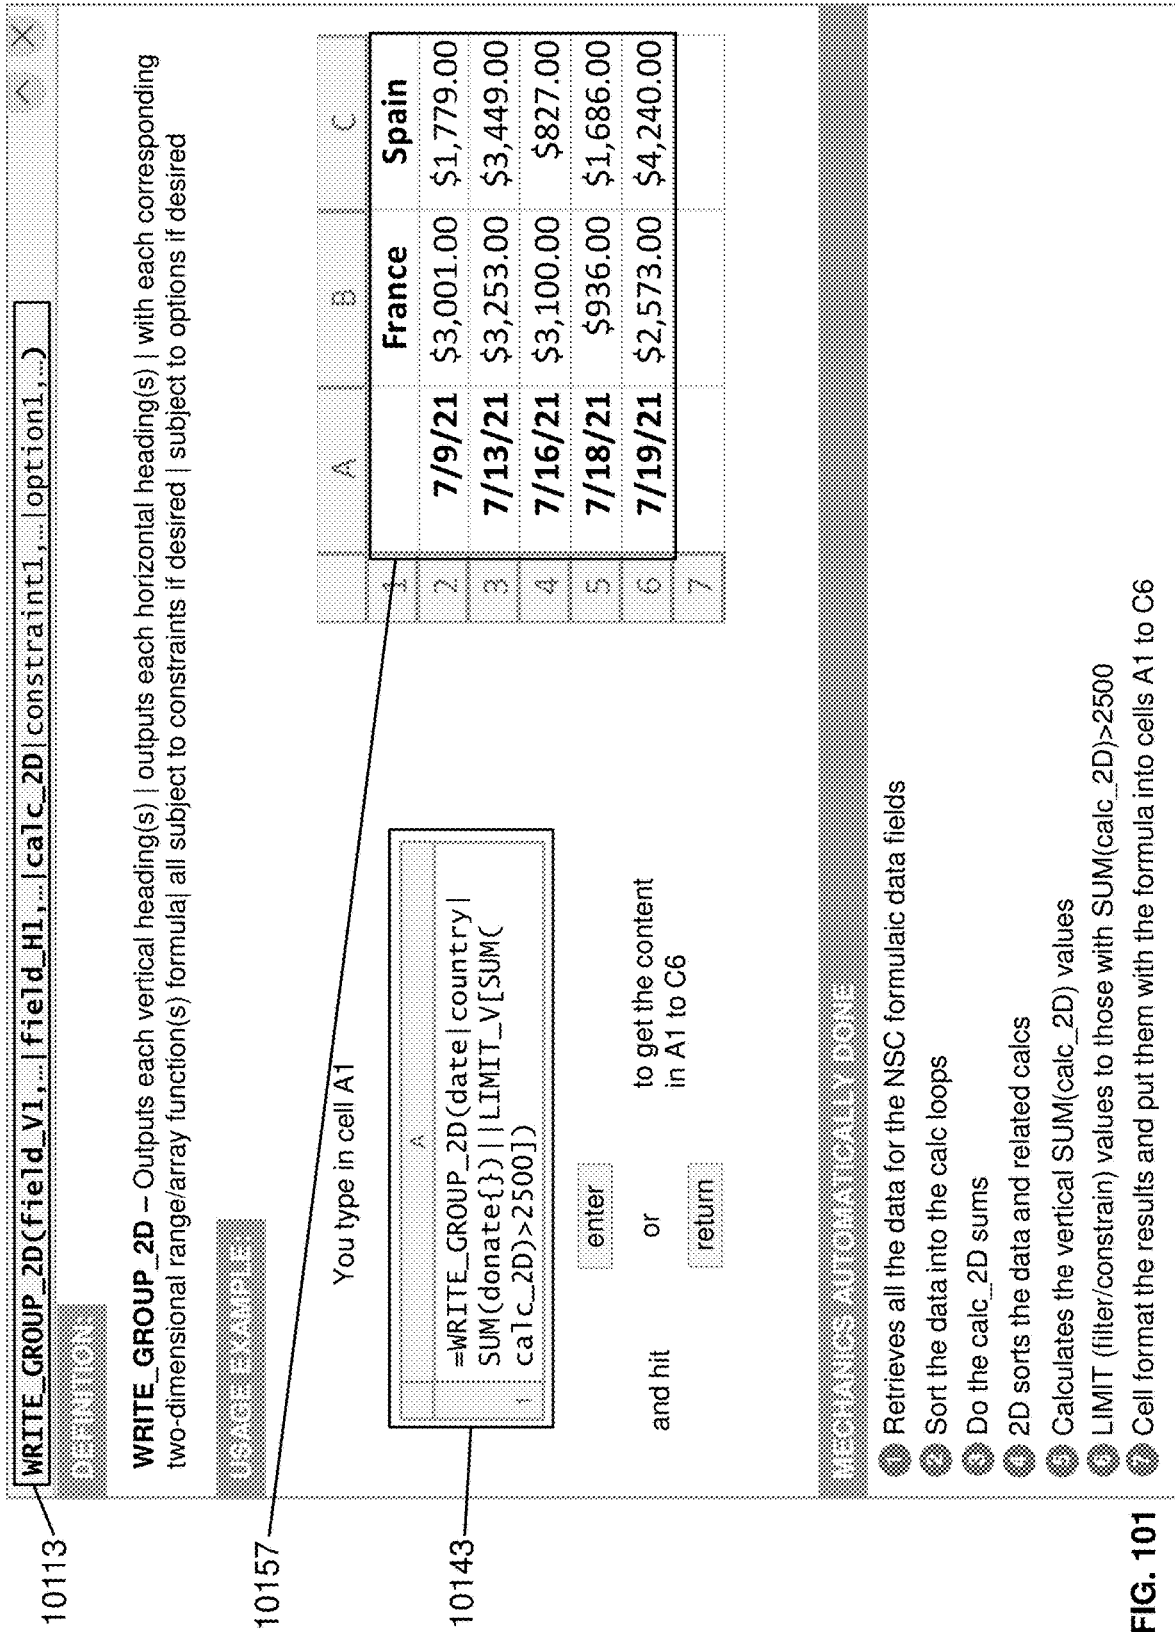 WRITE_GROUP_2D(field_V1,…|field_H1,…|calc_2D|constraint1,…|option1,…)
10113
DEFINITION
WRITE_GROUP_2D – Outputs each vertical heading(s) | outputs each horizontal heading(s) | with each corresponding
two-dimensional range/array function(s) formula| all subject to constraints if desired | subject to options if desired
USAGE EXAMPLE
10157
You type in cell A1
10143
A
1
=WRITE_GROUP_2D(date|country|
SUM(donate{})||LIMIT_V[SUM(
calc_2D)>2500])
and hit
enter
or
return
to get the content
in A1 to C6
A B C
1 France Spain
2 7/9/21 $3,001.00 $1,779.00
3 7/13/21 $3,253.00 $3,449.00
4 7/16/21 $3,100.00 $827.00
5 7/18/21 $936.00 $1,686.00
6 7/19/21 $2,573.00 $4,240.00
7
MECHANICS AUTOMATICALLY DONE
1 Retrieves all the data for the NSC formulaic data fields
2 Sort the data into the calc loops
3 Do the calc_2D sums
4 2D sorts the data and related calcs
5 Calculates the vertical SUM(calc_2D) values
6 LIMIT (filter/constrain) values to those with SUM(calc_2D)>2500
7 Cell format the results and put them with the formula into cells A1 to C6
FIG. 101